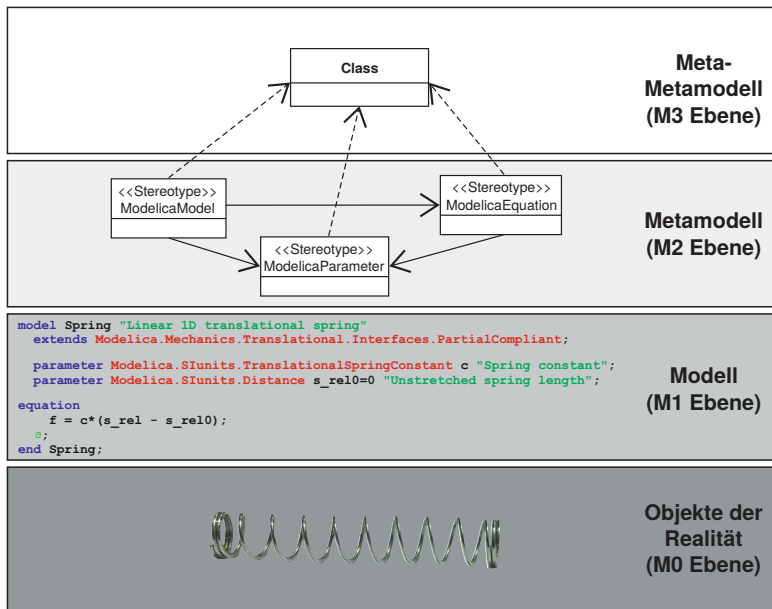 Class
Meta-
Metamodell
(M3 Ebene)
<<Stereotype>>
ModelicaModel
<<Stereotype>>
ModelicaEquation
<<Stereotype>>
ModelicaParameter
Metamodell
(M2 Ebene)
model Spring "Linear 1D translational spring"
extends Modelica.Mechanics.Translational.Interfaces.PartialCompliant;
parameter Modelica.SIunits.TranslationalSpringConstant c "Spring constant";
parameter Modelica.SIunits.Distance s_rel0=0 "Unstretched spring length";
equation
f = c*(s_rel - s_rel0);
;
end Spring;
Modell
(M1 Ebene)
Objekte der
Realität
(M0 Ebene)